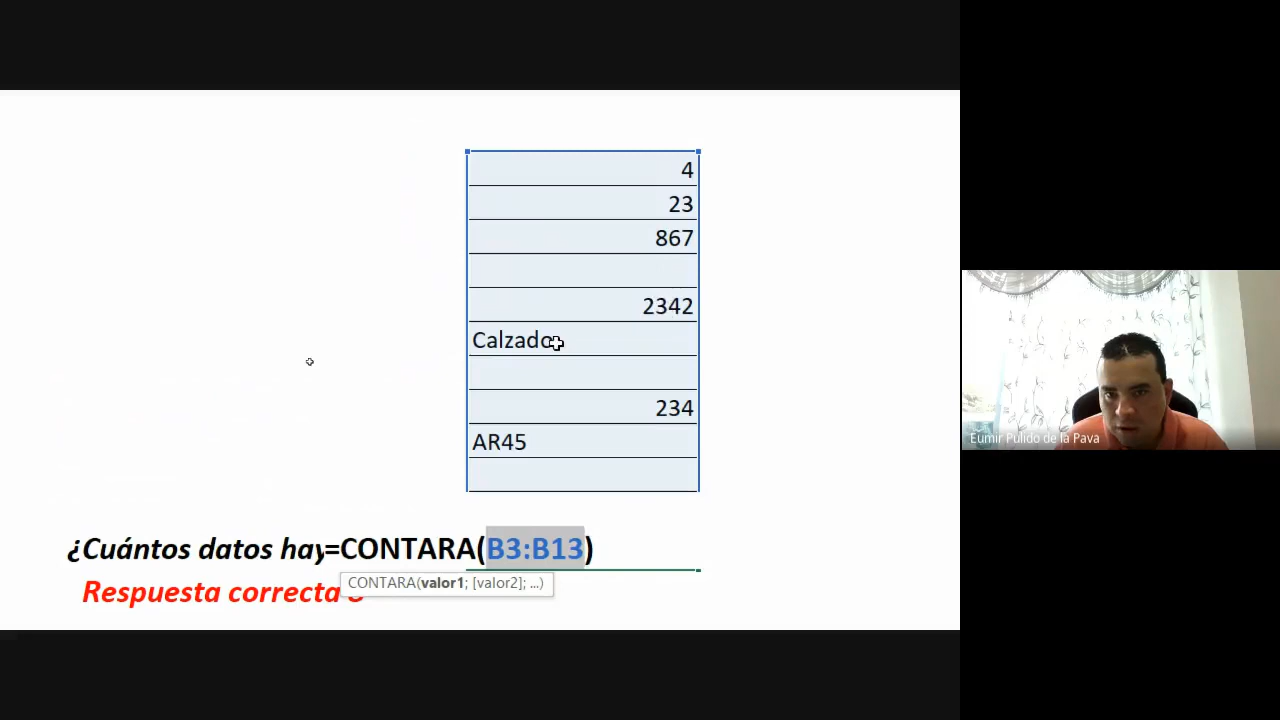 4
23
867
2342
Calzado
234
AR45
¿Cuántos datos hay=CONTARA(B3:B13)
CONTARA(valor1; [valor2]; ...)
Respuesta correcta
Eumir Pulido de la Pava